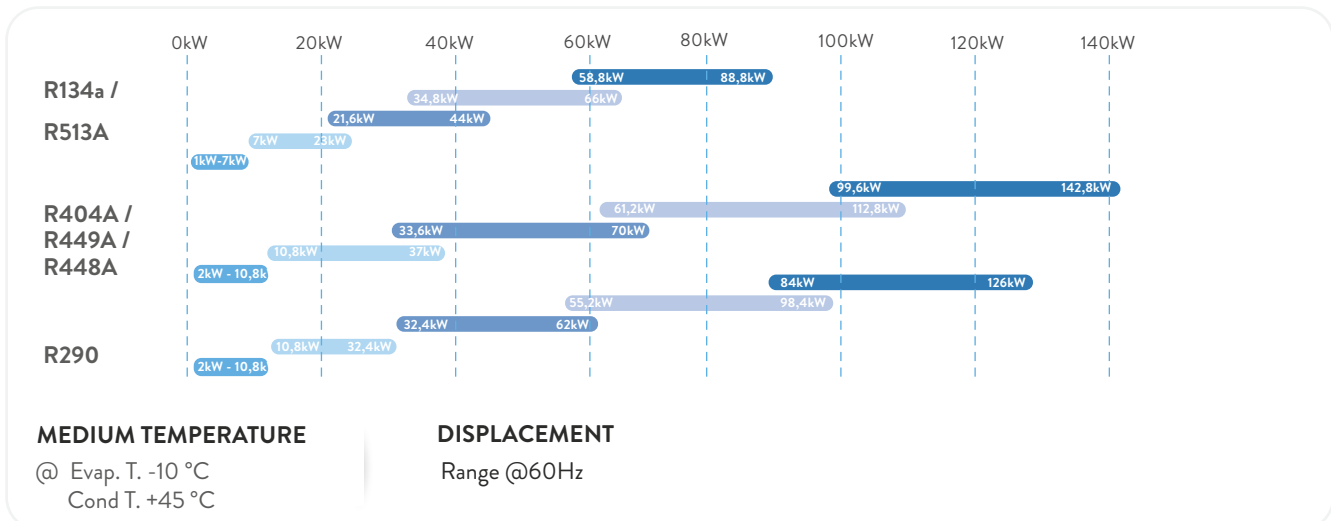 0kW 20kW 40kW 60kW 80kW 100kW 120kW 140kW
R134a /
R513A
58,8kW 88,8kW
34,8kW 66kW
21,6kW 44kW
7kW 23kW
1kW-7kW
R404A /
R449A /
R448A
99,6kW 142,8kW
61,2kW 112,8kW
33,6kW 70kW
10,8kW 37kW
2kW - 10,8k
R290
84kW 126kW
55,2kW 98,4kW
32,4kW 62kW
10,8kW 32,4kW
2kW - 10,8k
MEDIUM TEMPERATURE
@ Evap. T. -10 °C
Cond T. +45 °C
DISPLACEMENT
Range @60Hz